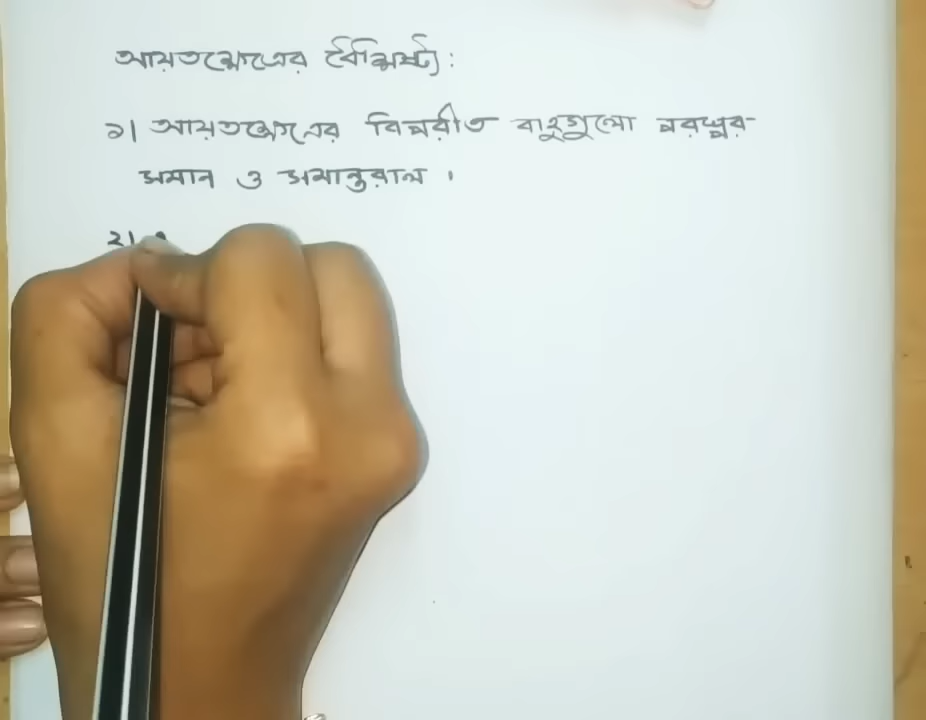 আয়তক্ষেত্রের বৈশিষ্ট্য :
১। আয়তক্ষেত্রের বিপরীত বাহুগুলো পরস্পর
সমান ও সমান্তরাল ।
২।